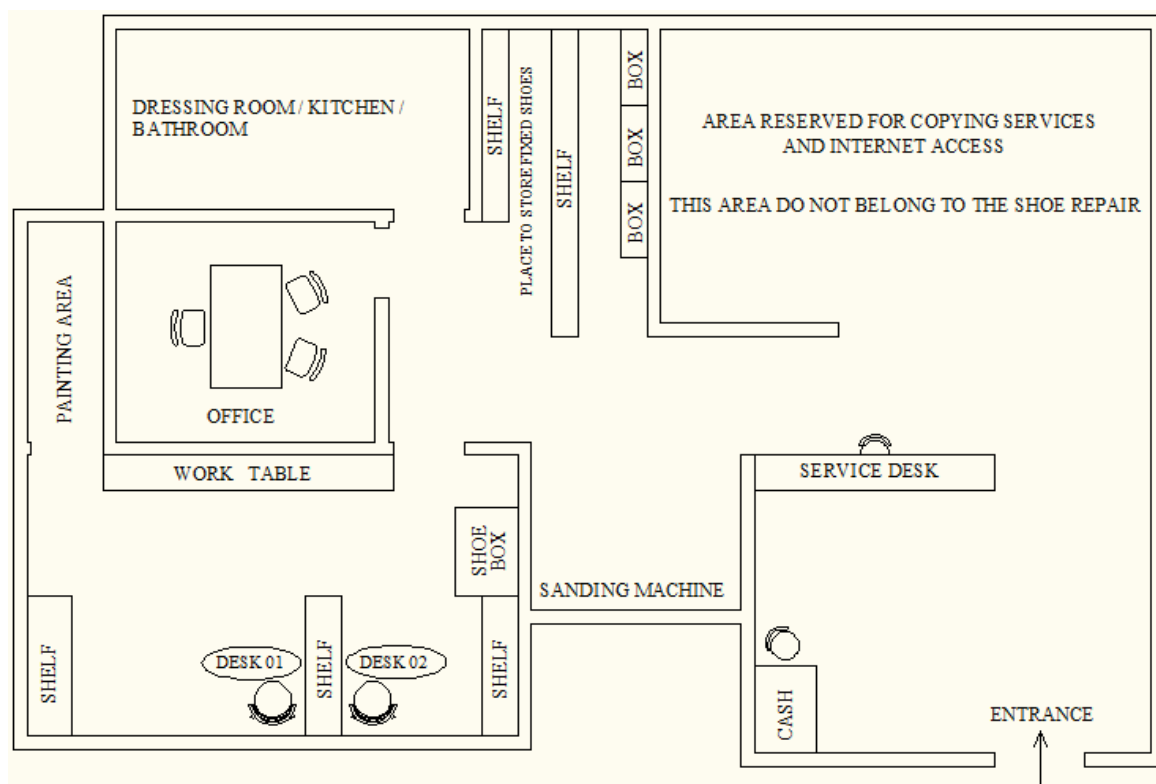 DRESSING ROOM / KITCHEN /
BATHROOM
SHELF
PLACE TO STORE FIXED SHOES
SHELF
BOX
BOX
BOX
AREA RESERVED FOR COPYING SERVICES
AND INTERNET ACCESS
THIS AREA DO NOT BELONG TO THE SHOE REPAIR
PAINTING AREA
OFFICE
WORK TABLE
SERVICE DESK
SHOE
BOX
SANDING MACHINE
SHELF
DESK 01
SHELF
DESK 02
SHELF
CASH
ENTRANCE